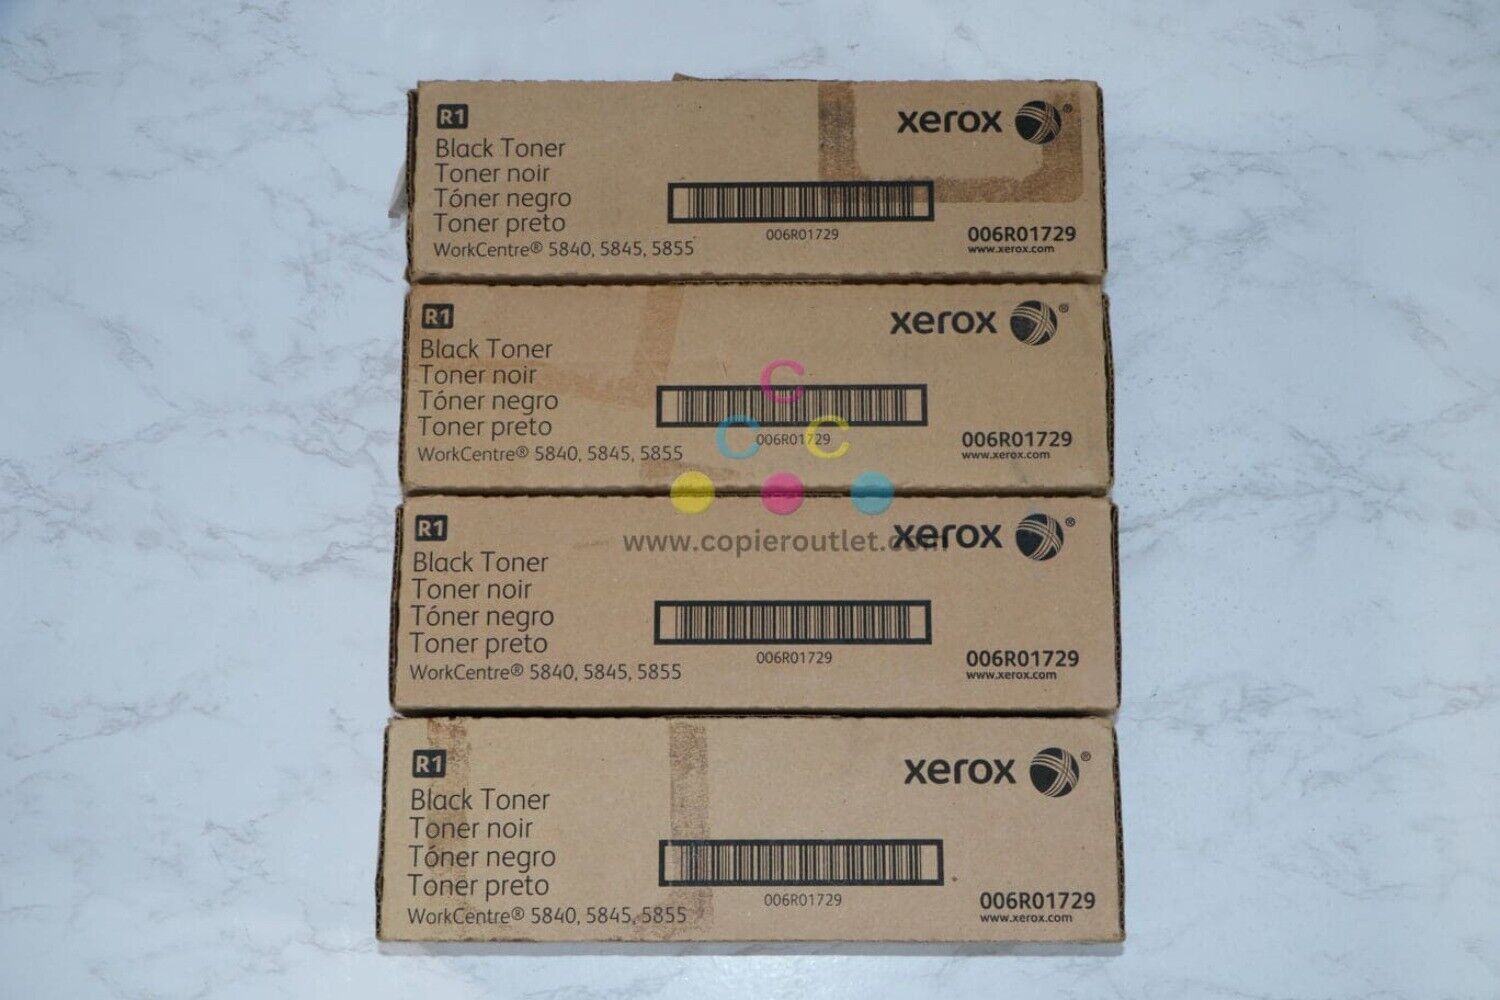 R1
xerox ®
Black Toner
Toner noir
Tóner negro
Toner preto
WorkCentre® 5840, 5845, 5855
006R01729
006R01729
www.xerox.com
R1
xerox ®
Black Toner
Toner noir
Tóner negro
Toner preto
WorkCentre® 5840, 5845, 5855
006R01729
006R01729
www.xerox.com
C
C C
www.copieroutlet.com
R1
xerox ®
Black Toner
Toner noir
Tóner negro
Toner preto
WorkCentre® 5840, 5845, 5855
006R01729
006R01729
www.xerox.com
R1
xerox ®
Black Toner
Toner noir
Tóner negro
Toner preto
WorkCentre® 5840, 5845, 5855
006R01729
006R01729
www.xerox.com